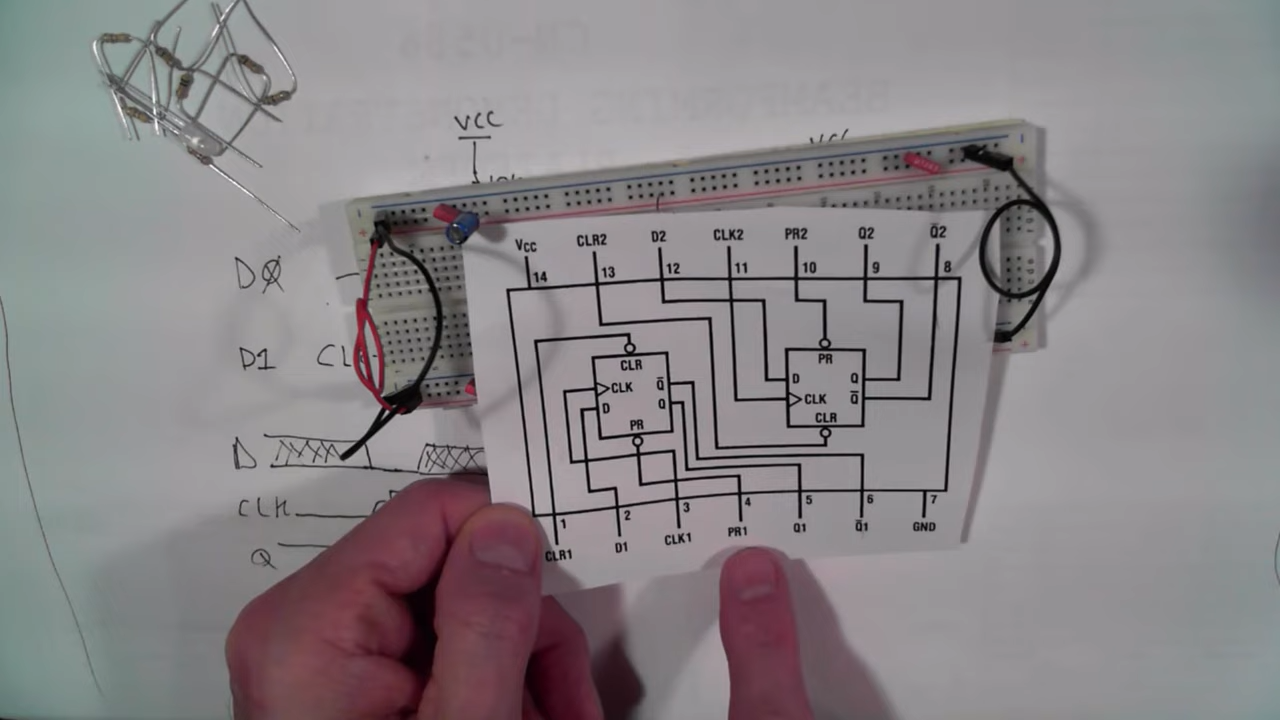 VCC
VCC
Vcc CLR2 D2 CLK2 PR2 Q2 Q̅2
14 13 12 11 10 9 8
DØ
CLR PR
D1 CL
CLK Q̅ D Q
D Q CLK Q̅
PR CLR
D
CLK
1 2 3 4 5 6 7
CLR1 D1 CLK1 PR1 Q1 Q̅1 GND
Q